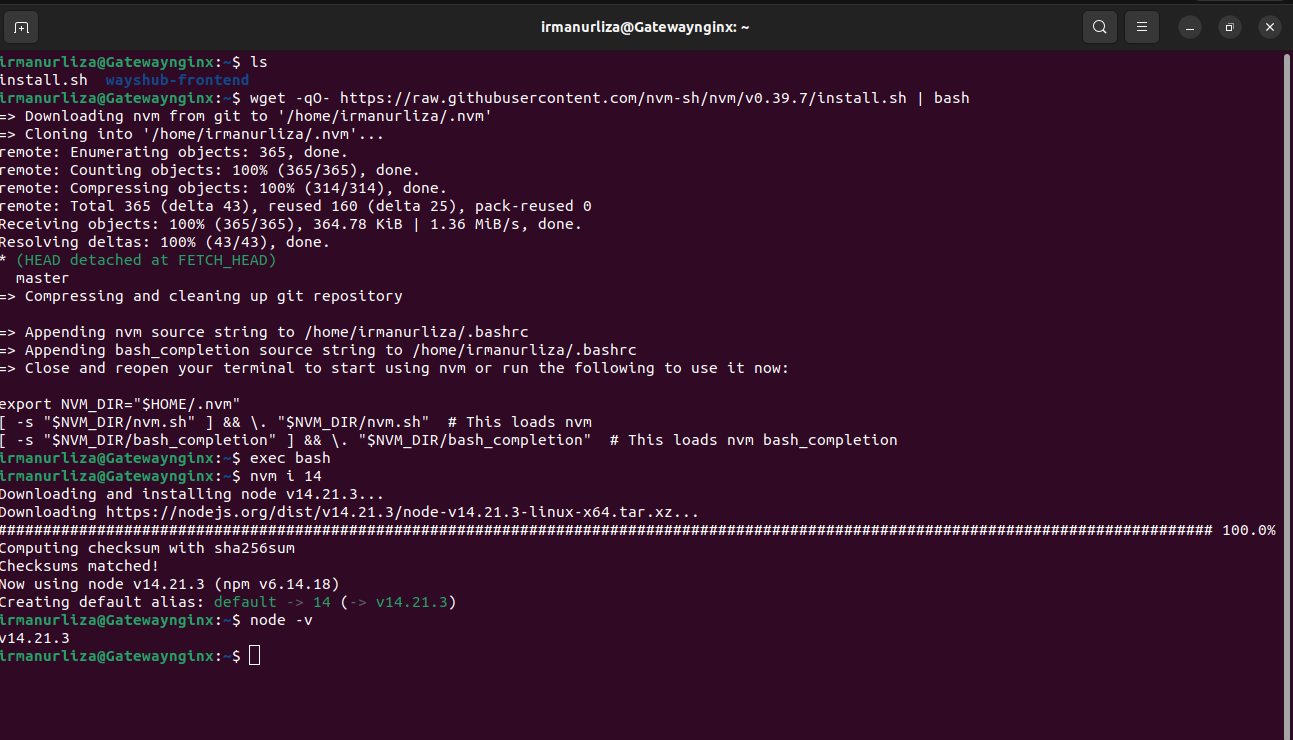 irmanurliza@Gatewaynginx: ~
irmanurliza@Gatewaynginx:~$ ls
install.sh  wayshub-frontend
irmanurliza@Gatewaynginx:~$ wget -qO- https://raw.githubusercontent.com/nvm-sh/nvm/v0.39.7/install.sh | bash
=> Downloading nvm from git to '/home/irmanurliza/.nvm'
=> Cloning into '/home/irmanurliza/.nvm'...
remote: Enumerating objects: 365, done.
remote: Counting objects: 100% (365/365), done.
remote: Compressing objects: 100% (314/314), done.
remote: Total 365 (delta 43), reused 160 (delta 25), pack-reused 0
Receiving objects: 100% (365/365), 364.78 KiB | 1.36 MiB/s, done.
Resolving deltas: 100% (43/43), done.
* (HEAD detached at FETCH_HEAD)
  master
=> Compressing and cleaning up git repository

=> Appending nvm source string to /home/irmanurliza/.bashrc
=> Appending bash_completion source string to /home/irmanurliza/.bashrc
=> Close and reopen your terminal to start using nvm or run the following to use it now:

export NVM_DIR="$HOME/.nvm"
[ -s "$NVM_DIR/nvm.sh" ] && \. "$NVM_DIR/nvm.sh"  # This loads nvm
[ -s "$NVM_DIR/bash_completion" ] && \. "$NVM_DIR/bash_completion"  # This loads nvm bash_completion
irmanurliza@Gatewaynginx:~$ exec bash
irmanurliza@Gatewaynginx:~$ nvm i 14
Downloading and installing node v14.21.3...
Downloading https://nodejs.org/dist/v14.21.3/node-v14.21.3-linux-x64.tar.xz...
####################################################################################################################################### 100.0%
Computing checksum with sha256sum
Checksums matched!
Now using node v14.21.3 (npm v6.14.18)
Creating default alias: default -> 14 (-> v14.21.3)
irmanurliza@Gatewaynginx:~$ node -v
v14.21.3
irmanurliza@Gatewaynginx:~$